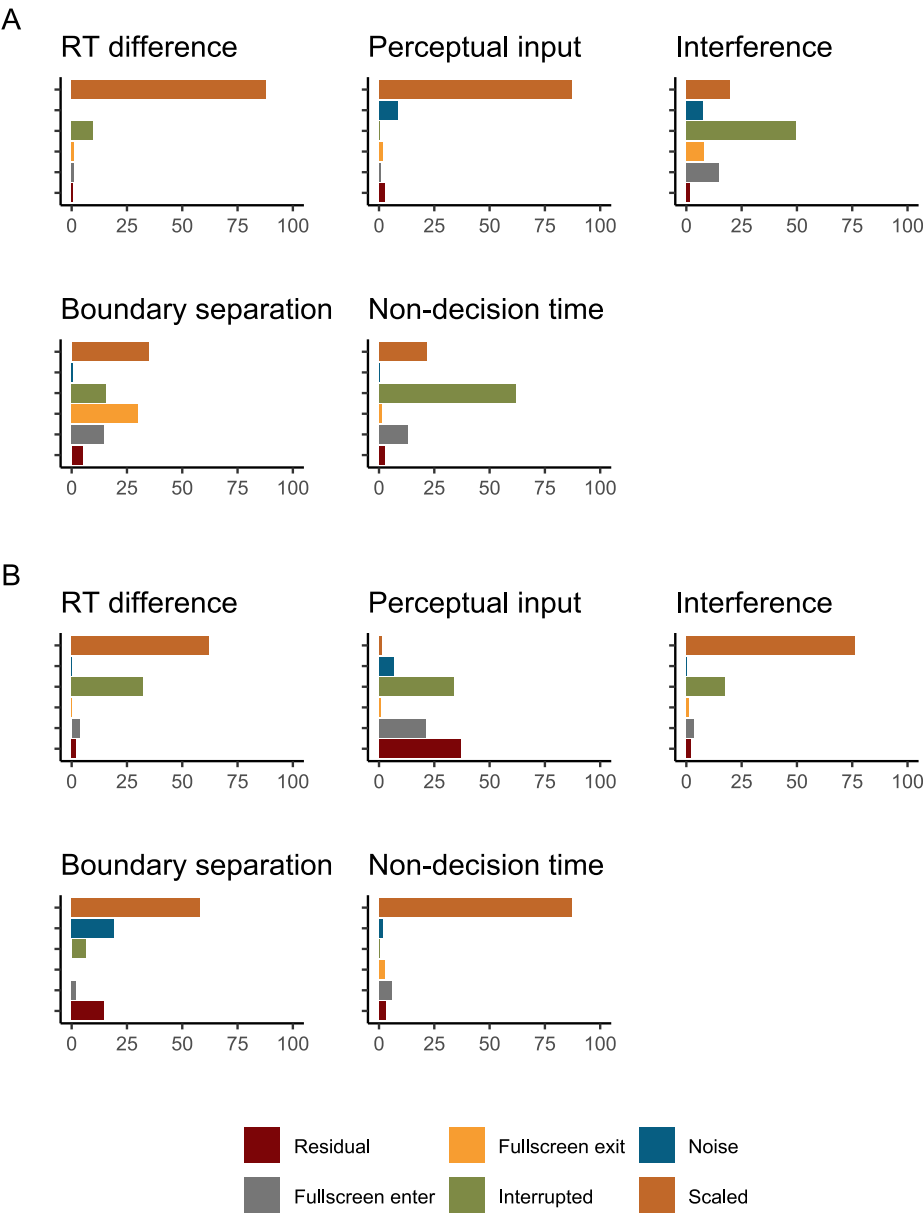 A
RT difference Perceptual input Interference
0 25 50 75 100 0 25 50 75 100 0 25 50 75 100
Boundary separation Non-decision time
0 25 50 75 100 0 25 50 75 100
B
RT difference Perceptual input Interference
0 25 50 75 100 0 25 50 75 100 0 25 50 75 100
Boundary separation Non-decision time
0 25 50 75 100 0 25 50 75 100
Residual Fullscreen exit Noise
Fullscreen enter Interrupted Scaled